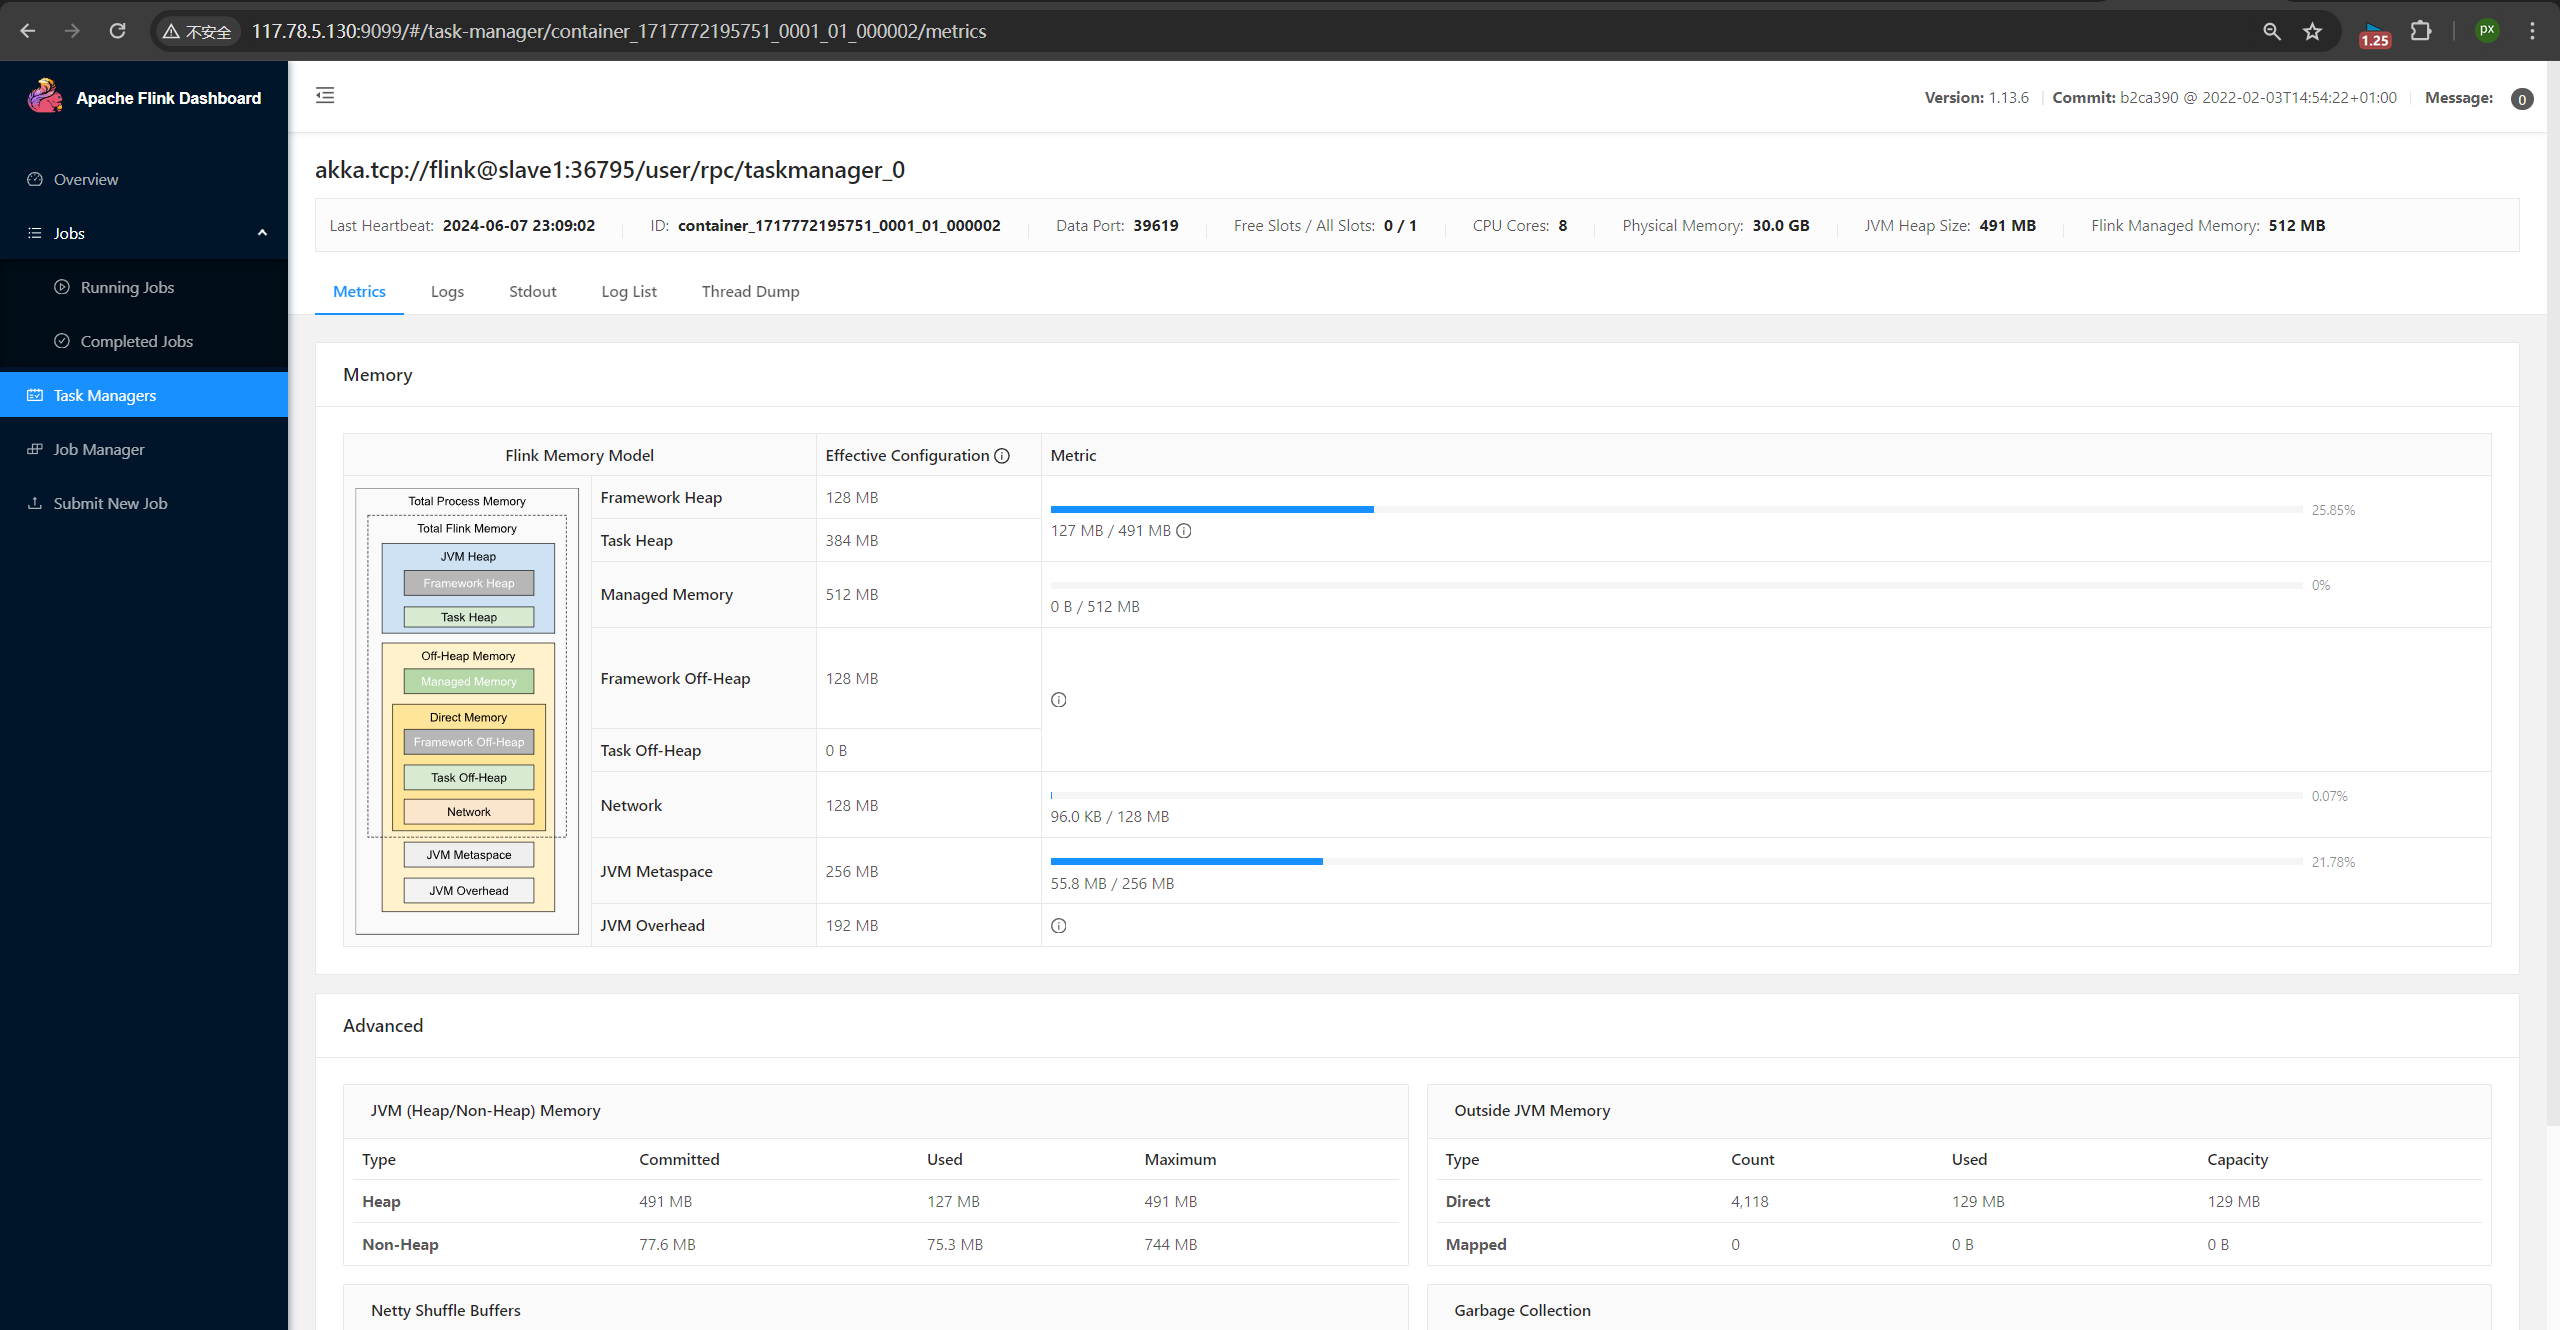 不安全 117.78.5.130:9099/#/task-manager/container_1717772195751_0001_01_000002/metrics
1.25
px
Apache Flink Dashboard
Version: 1.13.6 Commit: b2ca390 @ 2022-02-03T14:54:22+01:00 Message: 0
Overview
Jobs
Running Jobs
Completed Jobs
Task Managers
Job Manager
Submit New Job
akka.tcp://flink@slave1:36795/user/rpc/taskmanager_0
Last Heartbeat: 2024-06-07 23:09:02 ID: container_1717772195751_0001_01_000002 Data Port: 39619 Free Slots / All Slots: 0 / 1 CPU Cores: 8 Physical Memory: 30.0 GB JVM Heap Size: 491 MB Flink Managed Memory: 512 MB
Metrics Logs Stdout Log List Thread Dump
Memory
Flink Memory Model Effective Configuration Metric
Total Process Memory
Total Flink Memory
JVM Heap
Framework Heap
Task Heap
Off-Heap Memory
Managed Memory
Direct Memory
Framework Off-Heap
Task Off-Heap
Network
JVM Metaspace
JVM Overhead
Framework Heap 128 MB
25.85%
127 MB / 491 MB
Task Heap 384 MB
Managed Memory 512 MB
0%
0 B / 512 MB
Framework Off-Heap 128 MB
Task Off-Heap 0 B
Network 128 MB
0.07%
96.0 KB / 128 MB
JVM Metaspace 256 MB
21.78%
55.8 MB / 256 MB
JVM Overhead 192 MB
Advanced
JVM (Heap/Non-Heap) Memory
Type Committed Used Maximum
Heap 491 MB 127 MB 491 MB
Non-Heap 77.6 MB 75.3 MB 744 MB
Outside JVM Memory
Type Count Used Capacity
Direct 4,118 129 MB 129 MB
Mapped 0 0 B 0 B
Netty Shuffle Buffers
Garbage Collection